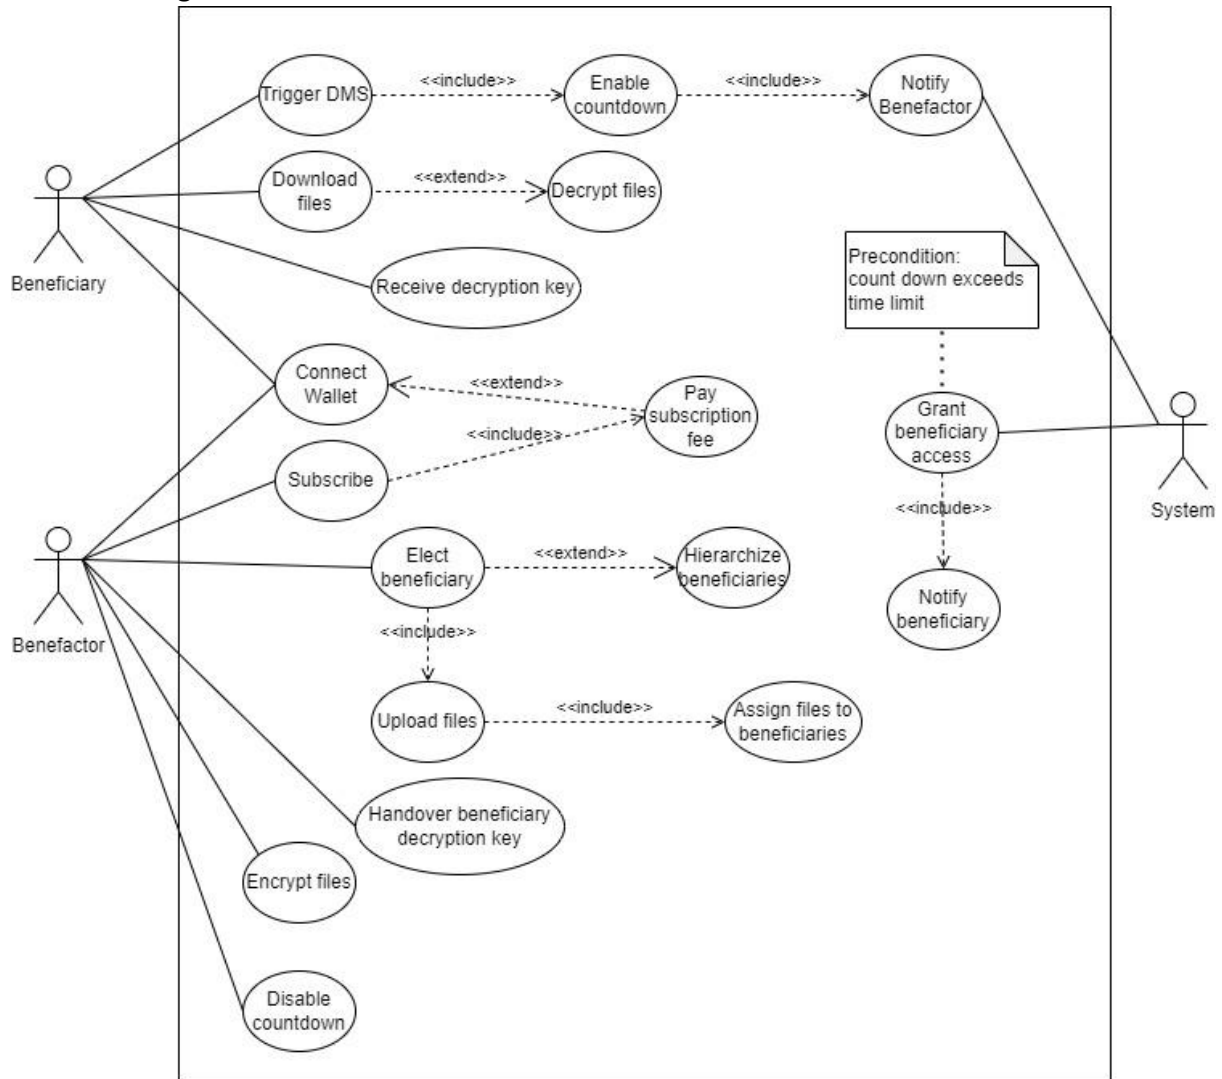 Trigger DMS
<<include>>
Enable
countdown
<<include>>
Notify
Benefactor
Download
files
<<extend>>
Decrypt files
Beneficiary
Receive decryption key
Precondition:
count down exceeds
time limit
Connect
Wallet
<<extend>>
Pay
subscription
fee
<<include>>
Subscribe
Grant
beneficiary
access
System
<<include>>
Notify
beneficiary
Benefactor
Elect
beneficiary
<<extend>>
Hierarchize
beneficiaries
<<include>>
Upload files
<<include>>
Assign files to
beneficiaries
Handover beneficiary
decryption key
Encrypt files
Disable
countdown